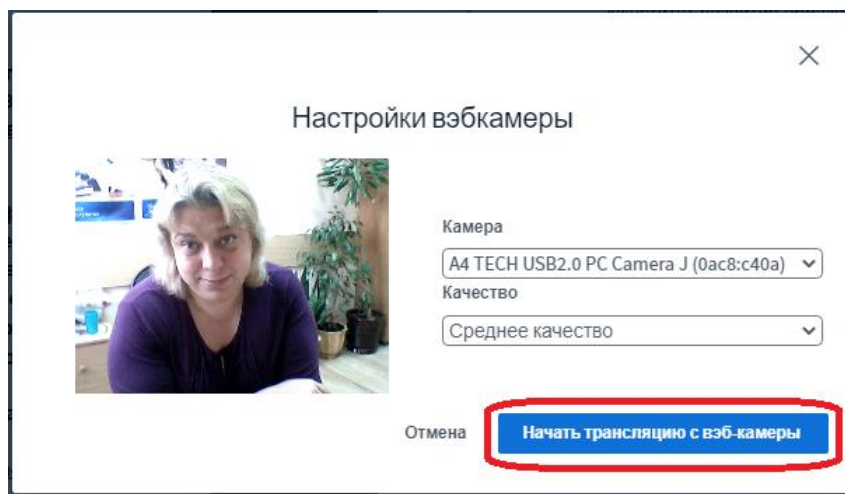 Настройки вэбкамеры
Камера
A4 TECH USB2.0 PC Camera J (0ac8:c40a)
Качество
Среднее качество
Отмена
Начать трансляцию с вэб-камеры